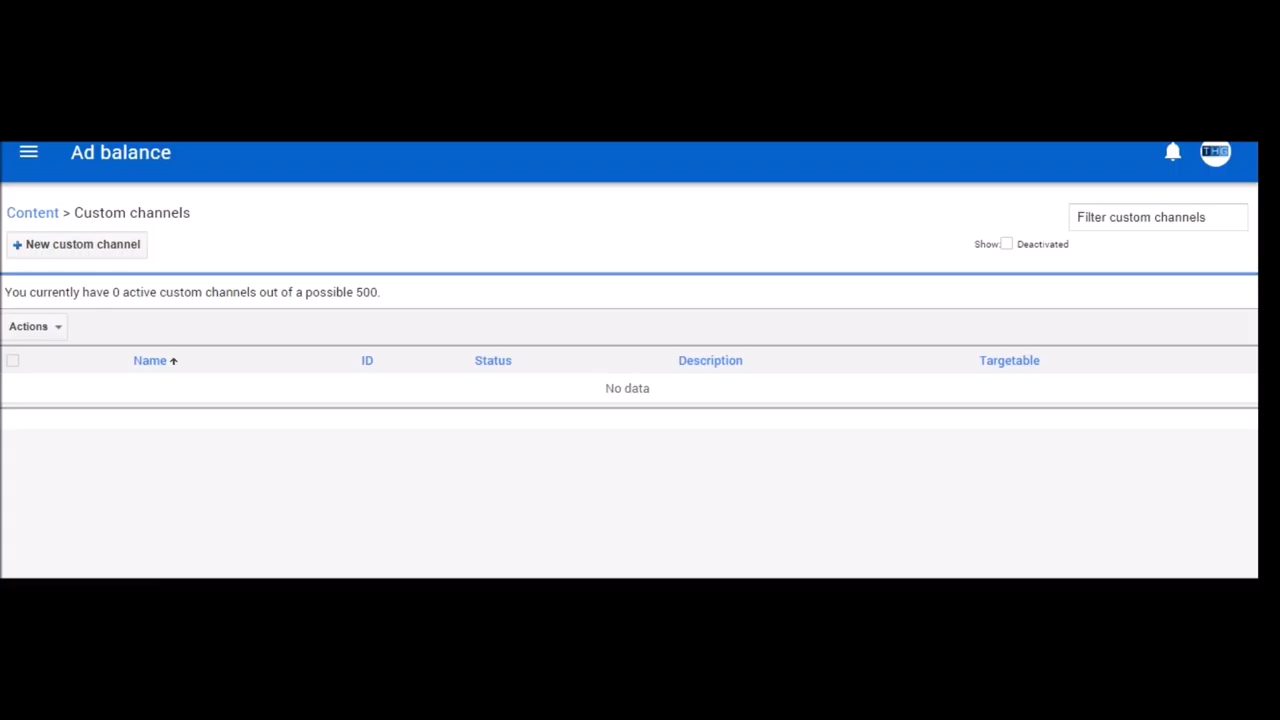 Ad balance
THG
Content > Custom channels
Filter custom channels
+ New custom channel
Show: Deactivated
You currently have 0 active custom channels out of a possible 500.
Actions
Name ID Status Description Targetable
No data